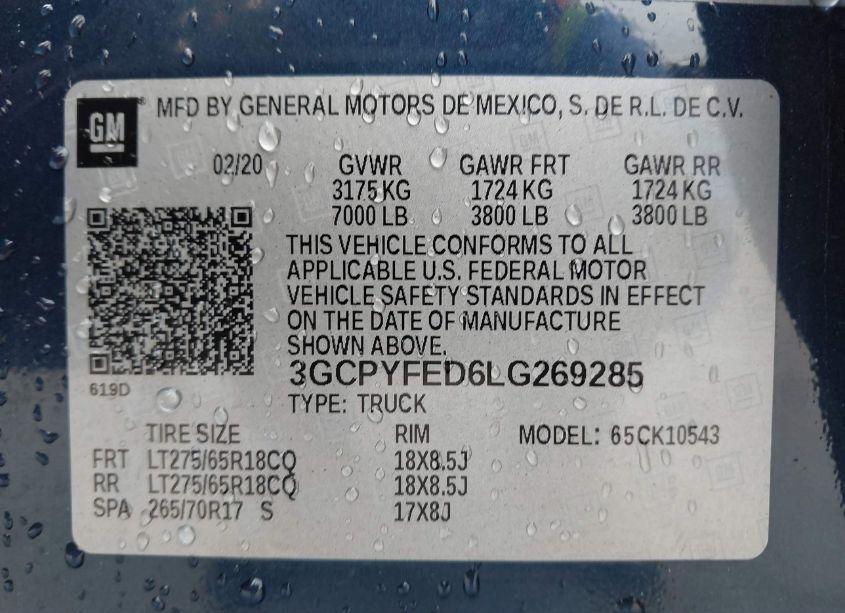 GM® MFD BY GENERAL MOTORS DE MEXICO, S. DE R.L. DE C.V.
02/20 GVWR GAWR FRT GAWR RR
3175 KG 1724 KG 1724 KG
7000 LB 3800 LB 3800 LB
THIS VEHICLE CONFORMS TO ALL
APPLICABLE U.S. FEDERAL MOTOR
VEHICLE SAFETY STANDARDS IN EFFECT
ON THE DATE OF MANUFACTURE
SHOWN ABOVE.
3GCPYFED6LG269285
619D
TYPE: TRUCK
TIRE SIZE RIM MODEL: 65CK10543
FRT LT275/65R18CQ 18X8.5J
RR LT275/65R18CQ 18X8.5J
SPA 265/70R17 S 17X8J